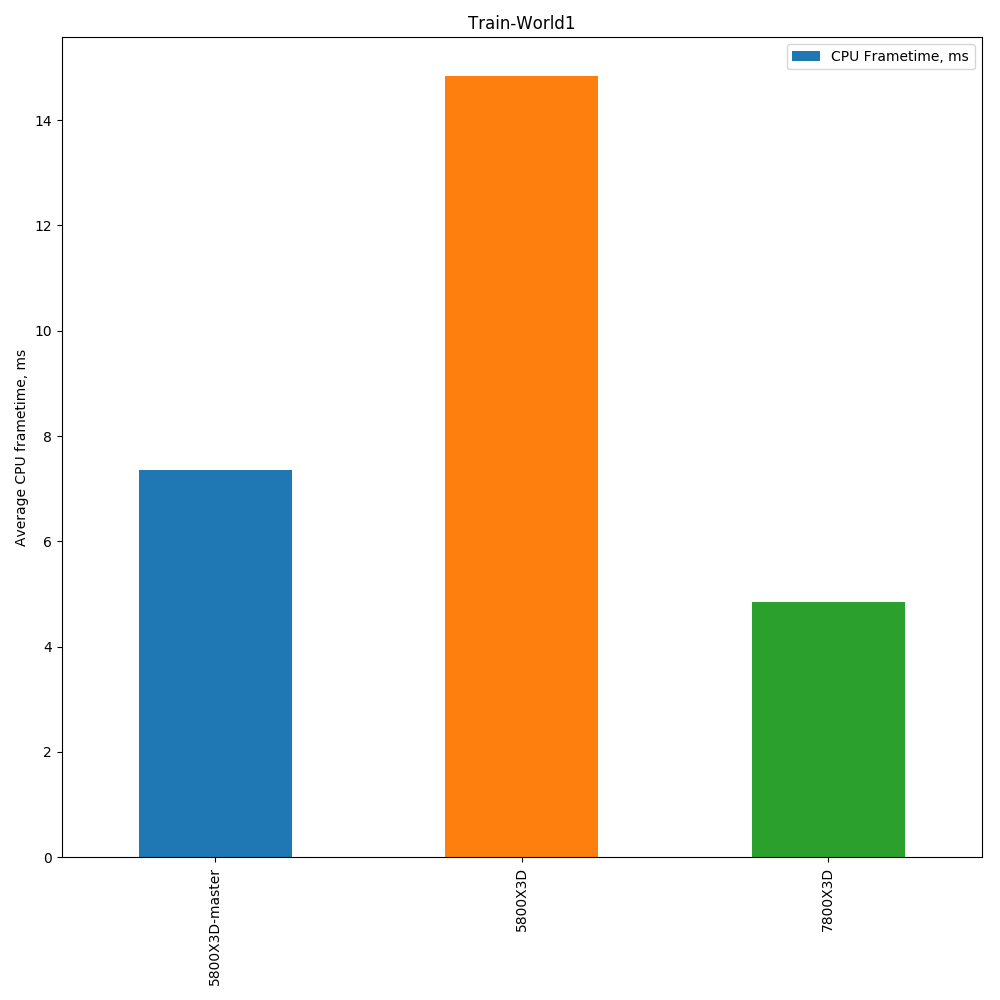 Train-World1
CPU Frametime, ms
Average CPU frametime, ms
14
12
10
8
6
4
2
0
5800X3D-master
5800X3D
7800X3D